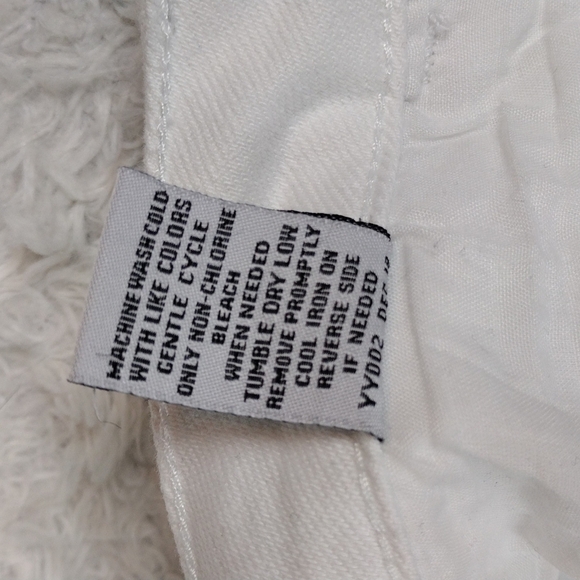 MACHINE WASH COLD
WITH LIKE COLORS
GENTLE CYCLE
ONLY NON-CHLORINE
BLEACH
WHEN NEEDED
TUMBLE DRY LOW
REMOVE PROMPTLY
COOL IRON ON
REVERSE SIDE
IF NEEDED
YYDD2